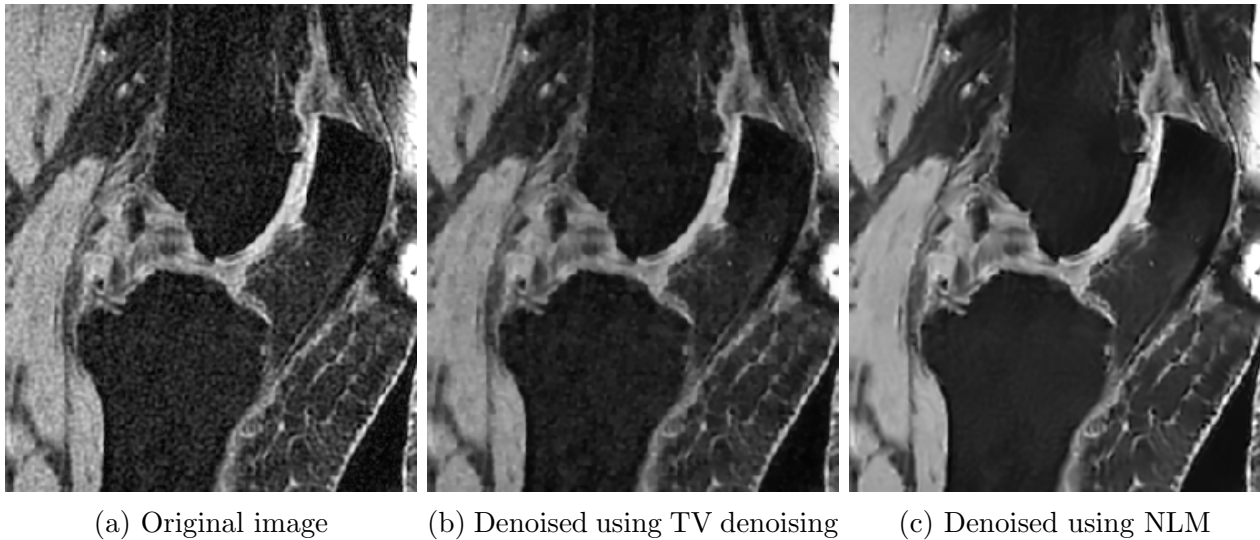 (a) Original image
(b) Denoised using TV denoising
(c) Denoised using NLM